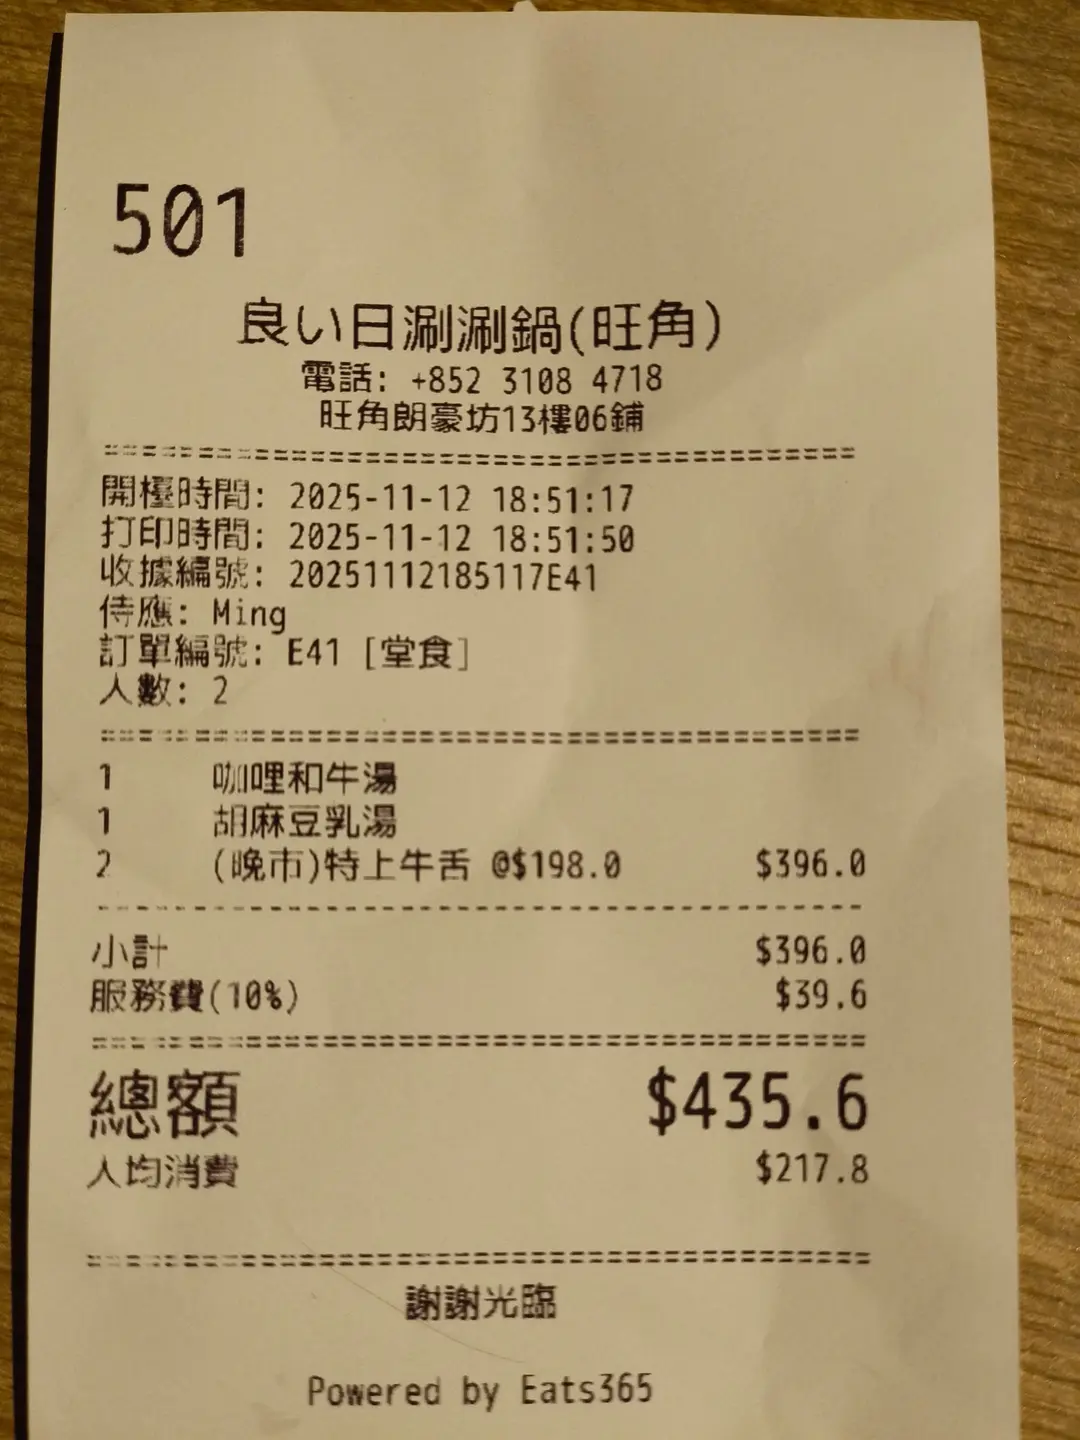 501
良い日涮涮鍋(旺角)
電話: +852 3108 4718
旺角朗豪坊13樓06鋪
開檯時間: 2025-11-12 18:51:17
打印時間: 2025-11-12 18:51:50
收據編號: 20251112185117E41
侍應: Ming
訂單編號: E41 [堂食]
人數: 2
1 咖哩和牛湯
1 胡麻豆乳湯
2 (晚市)特上牛舌 @$198.0 $396.0
小計 $396.0
服務費(10%) $39.6
總額 $435.6
人均消費 $217.8
謝謝光臨
Powered by Eats365